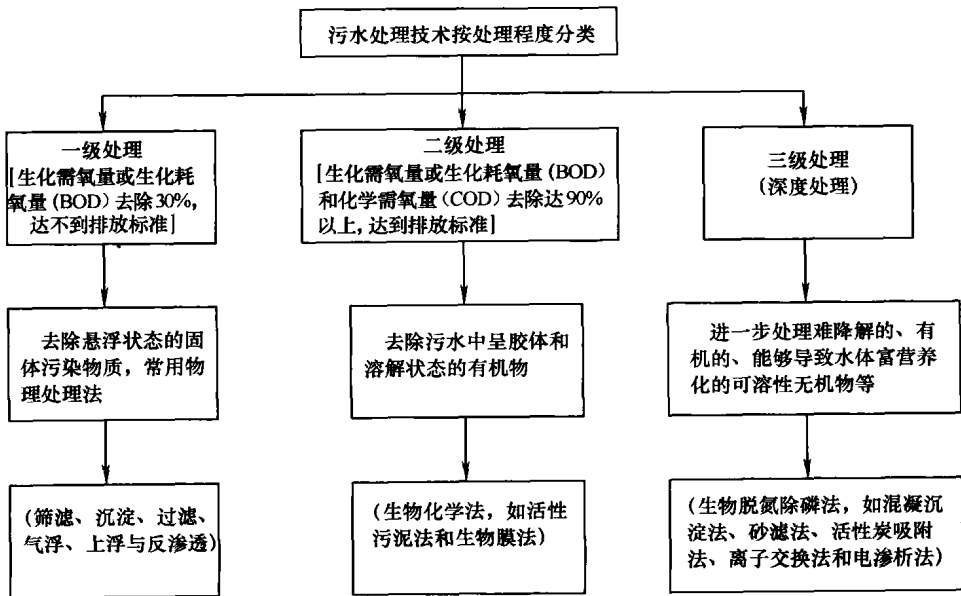 污水处理技术按处理程度分类
一级处理
[生化需氧量或生化耗
氧量(BOD)去除30%,
达不到排放标准]
二级处理
[生化需氧量或生化耗氧量(BOD)
和化学需氧量(COD)去除达90%
以上,达到排放标准]
三级处理
(深度处理)
去除悬浮状态的固
体污染物质,常用物
理处理法
去除污水中呈胶体和
溶解状态的有机物
进一步处理难降解的、有
机的、能够导致水体富营养
化的可溶性无机物等
(筛滤、沉淀、过滤、
气浮、上浮与反渗透)
(生物化学法,如活性
污泥法和生物膜法)
(生物脱氮除磷法,如混凝沉
淀法、砂滤法、活性炭吸附
法、离子交换法和电渗析法)